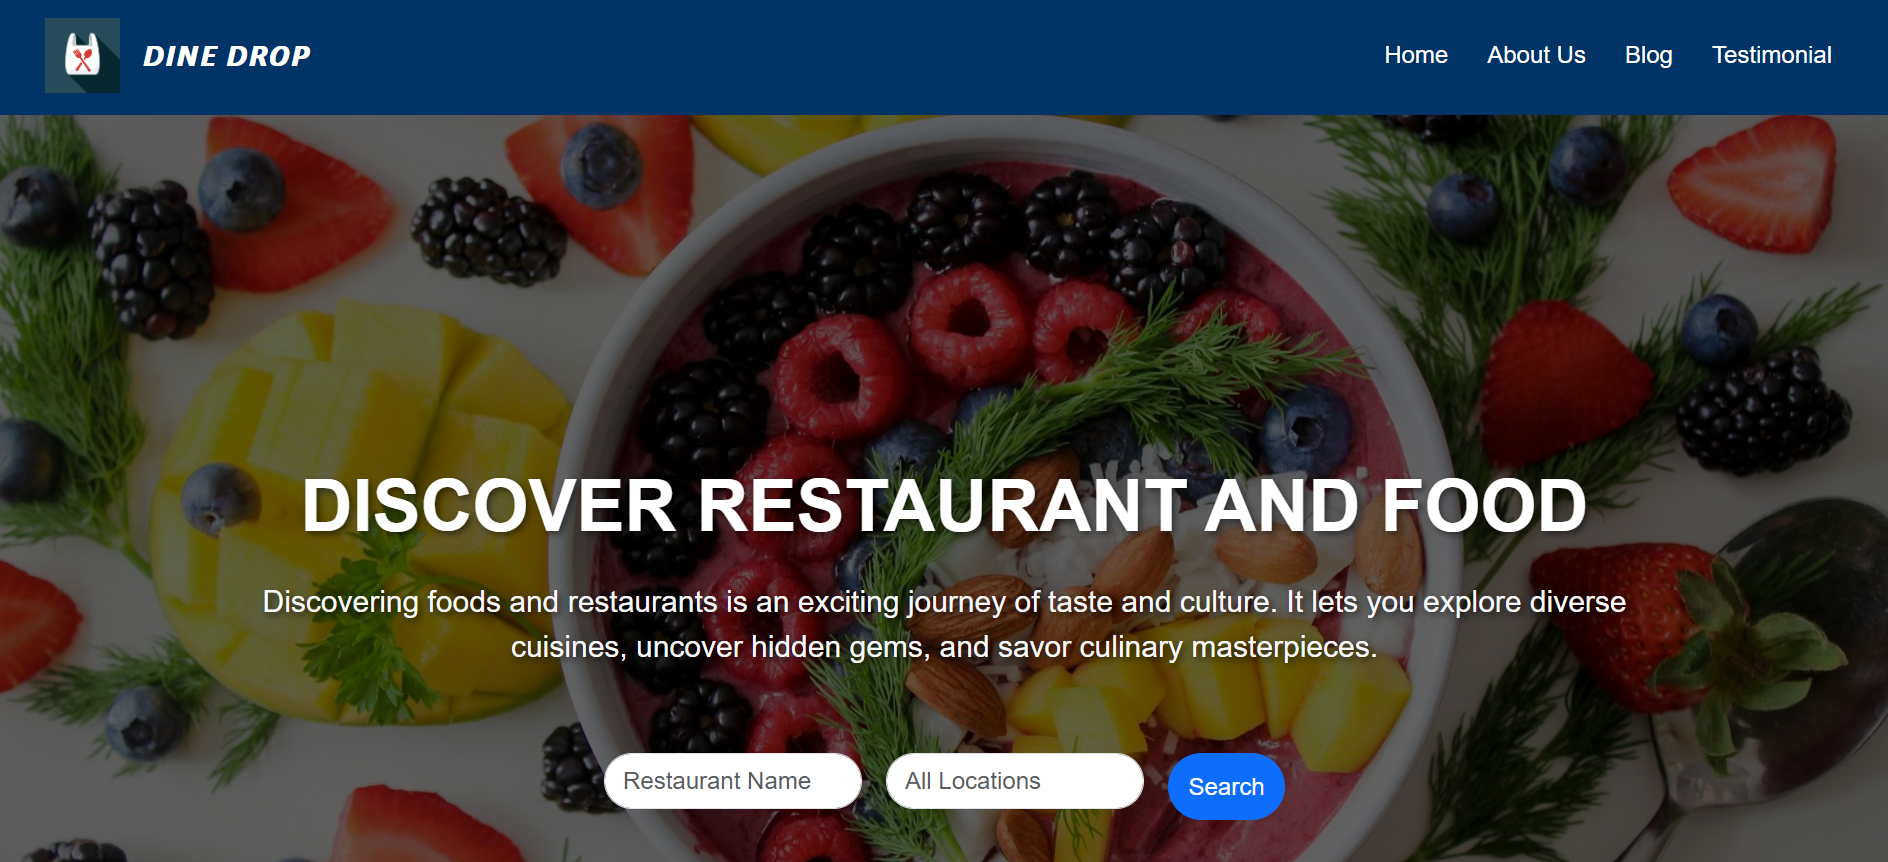 DINE DROP
Home
About Us
Blog
Testimonial
DISCOVER RESTAURANT AND FOOD
Discovering foods and restaurants is an exciting journey of taste and culture. It lets you explore diverse
cuisines, uncover hidden gems, and savor culinary masterpieces.
Restaurant Name
All Locations
Search